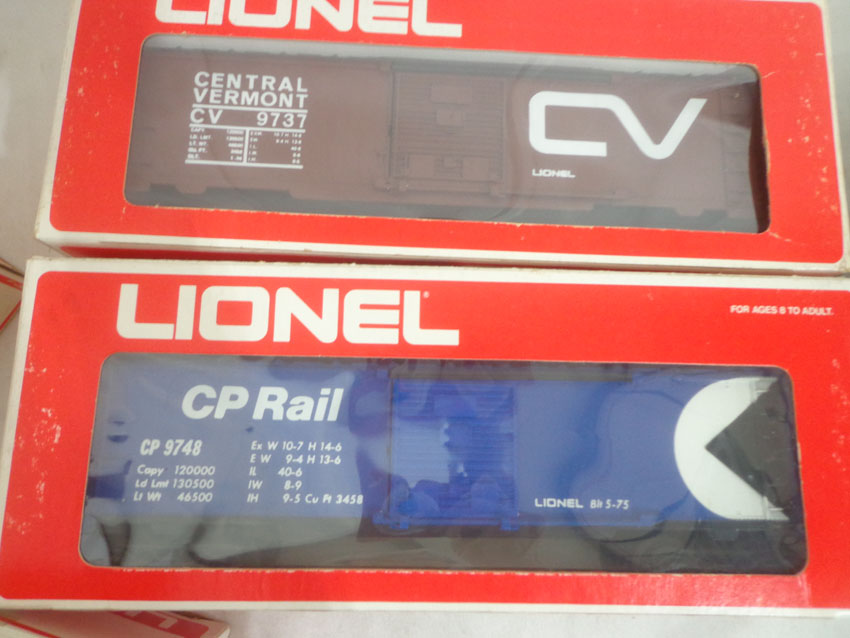 LIONEL
CENTRAL
VERMONT
CV 9737
CV
LIONEL
LIONEL
FOR AGES 8 TO ADULT.
CP Rail
CP 9748
Capy 120000
Ld Lmt 130500
Lt Wt 46500
Ex W 10-7 H 14-6
E W 9-4 H 13-6
IL 40-6
IW 8-9
IH 9-5 Cu Ft 3458
LIONEL Blt 5-75